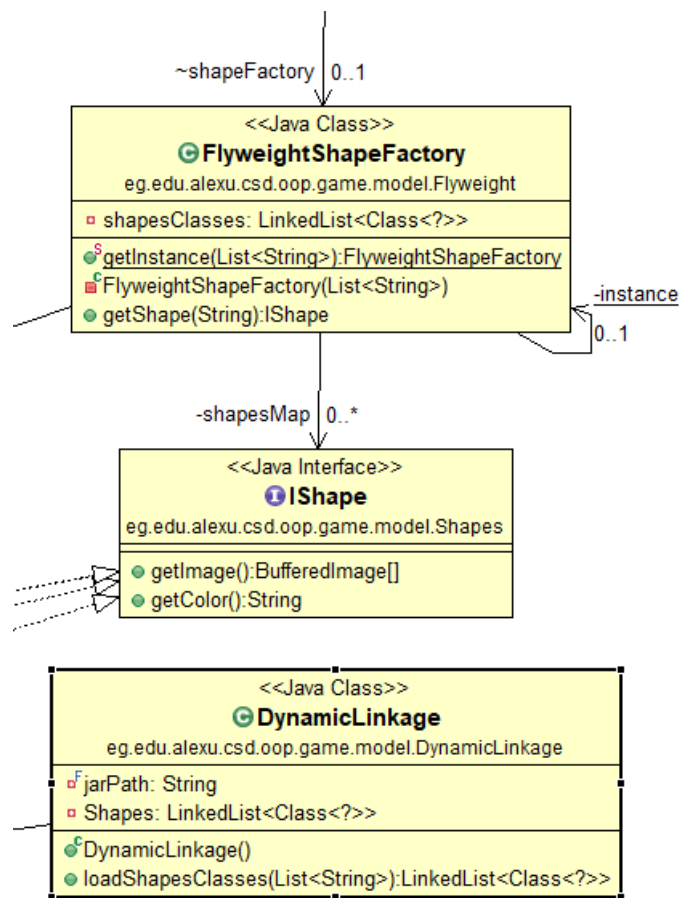 ~shapeFactory 0..1
<<Java Class>>
C FlyweightShapeFactory
eg.edu.alexu.csd.oop.game.model.Flyweight
shapesClasses: LinkedList<Class<?>>
S getInstance(List<String>):FlyweightShapeFactory
C FlyweightShapeFactory(List<String>)
getShape(String):IShape
-instance
0..1
-shapesMap 0..*
<<Java Interface>>
I IShape
eg.edu.alexu.csd.oop.game.model.Shapes
getImage():BufferedImage[]
getColor():String
<<Java Class>>
C DynamicLinkage
eg.edu.alexu.csd.oop.game.model.DynamicLinkage
F jarPath: String
Shapes: LinkedList<Class<?>>
C DynamicLinkage()
loadShapesClasses(List<String>):LinkedList<Class<?>>